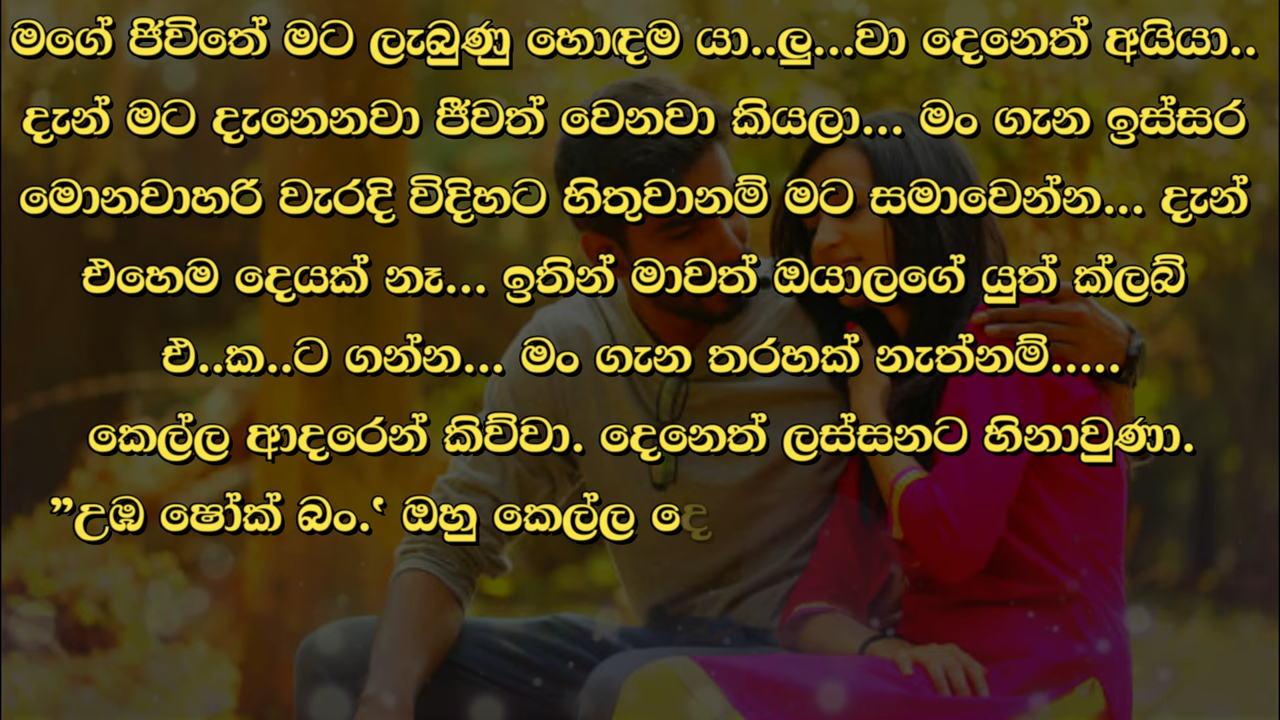 මගේ ජිවිතේ මට ලැබුණු හොඳම යා..ලු...වා දෙනෙත් අයියා..
දැන් මට දැනෙනවා ජීවත් වෙනවා කියලා... මං ගැන ඉස්සර
මොනවාහරි වැරදි විදිහට හිතුවානම් මට සමාවෙන්න... දැන්
එහෙම දෙයක් නෑ... ඉතින් මාවත් ඔයාලගේ යුත් ක්ලබ්
එ..ක..ට ගන්න... මං ගැන තරහක් නැත්නම්.....
කෙල්ල ආදරෙන් කිව්වා. දෙනෙත් ලස්සනට හිනාවුණා.
”උඹ ෂෝක් බං.‘ ඔහු කෙල්ල දෙ